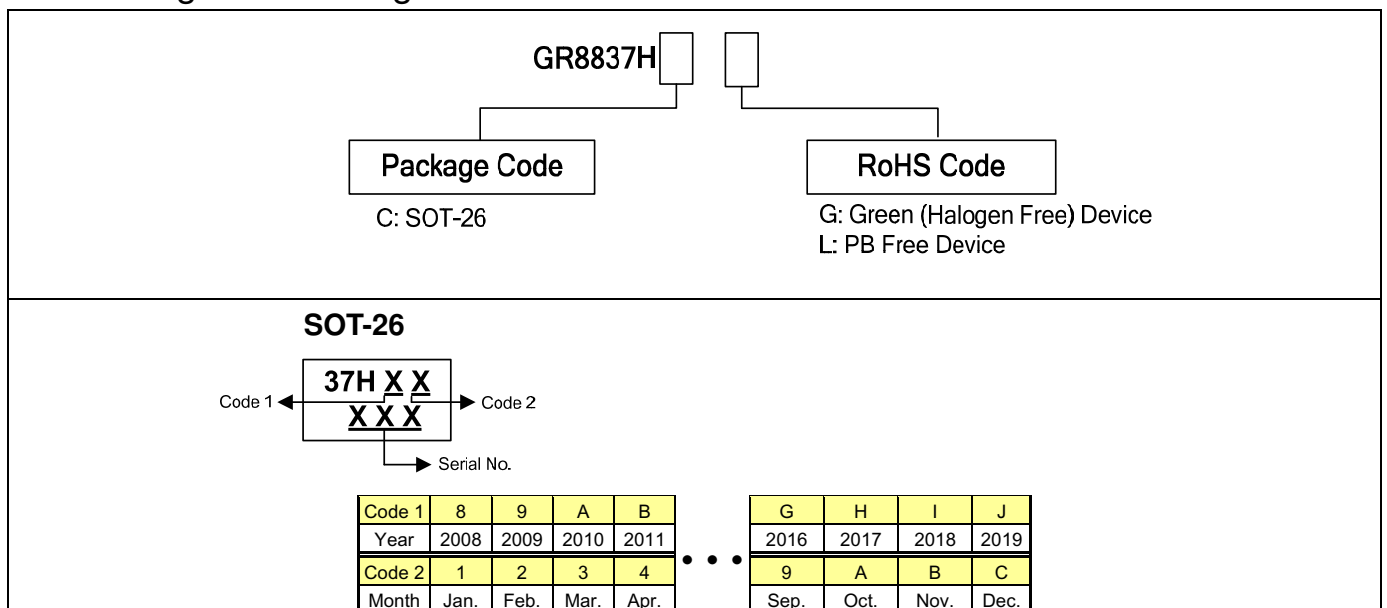 GR8837H
Package Code
RoHS Code
C: SOT-26
G: Green (Halogen Free) Device
L: PB Free Device
SOT-26
37H X X
Code 1
Code 2
X X X
Serial No.
Code 1 8 9 A B G H I J
Year 2008 2009 2010 2011 • • • 2016 2017 2018 2019
Code 2 1 2 3 4 9 A B C
Month Jan. Feb. Mar. Apr. Sep. Oct. Nov. Dec.